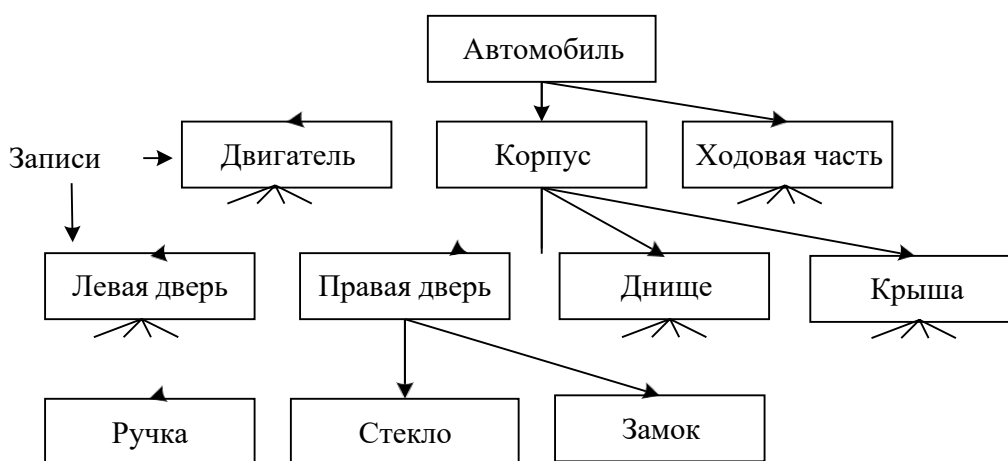 Автомобиль
Записи
Двигатель
Корпус
Ходовая часть
Левая дверь
Правая дверь
Днище
Крыша
Ручка
Стекло
Замок